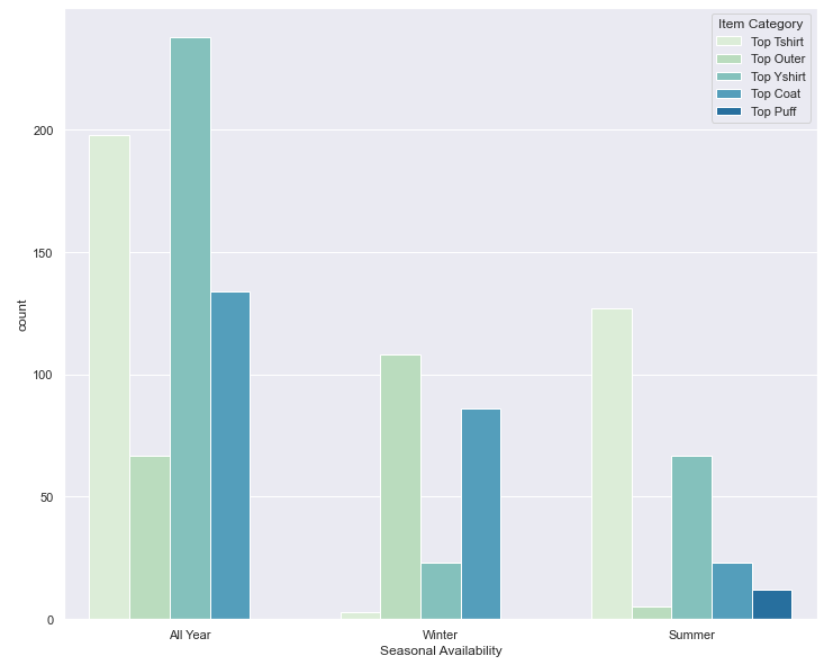 Item Category
Top Tshirt
Top Outer
Top Yshirt
Top Coat
Top Puff
200
150
100
50
0
count
All Year
Winter
Summer
Seasonal Availability